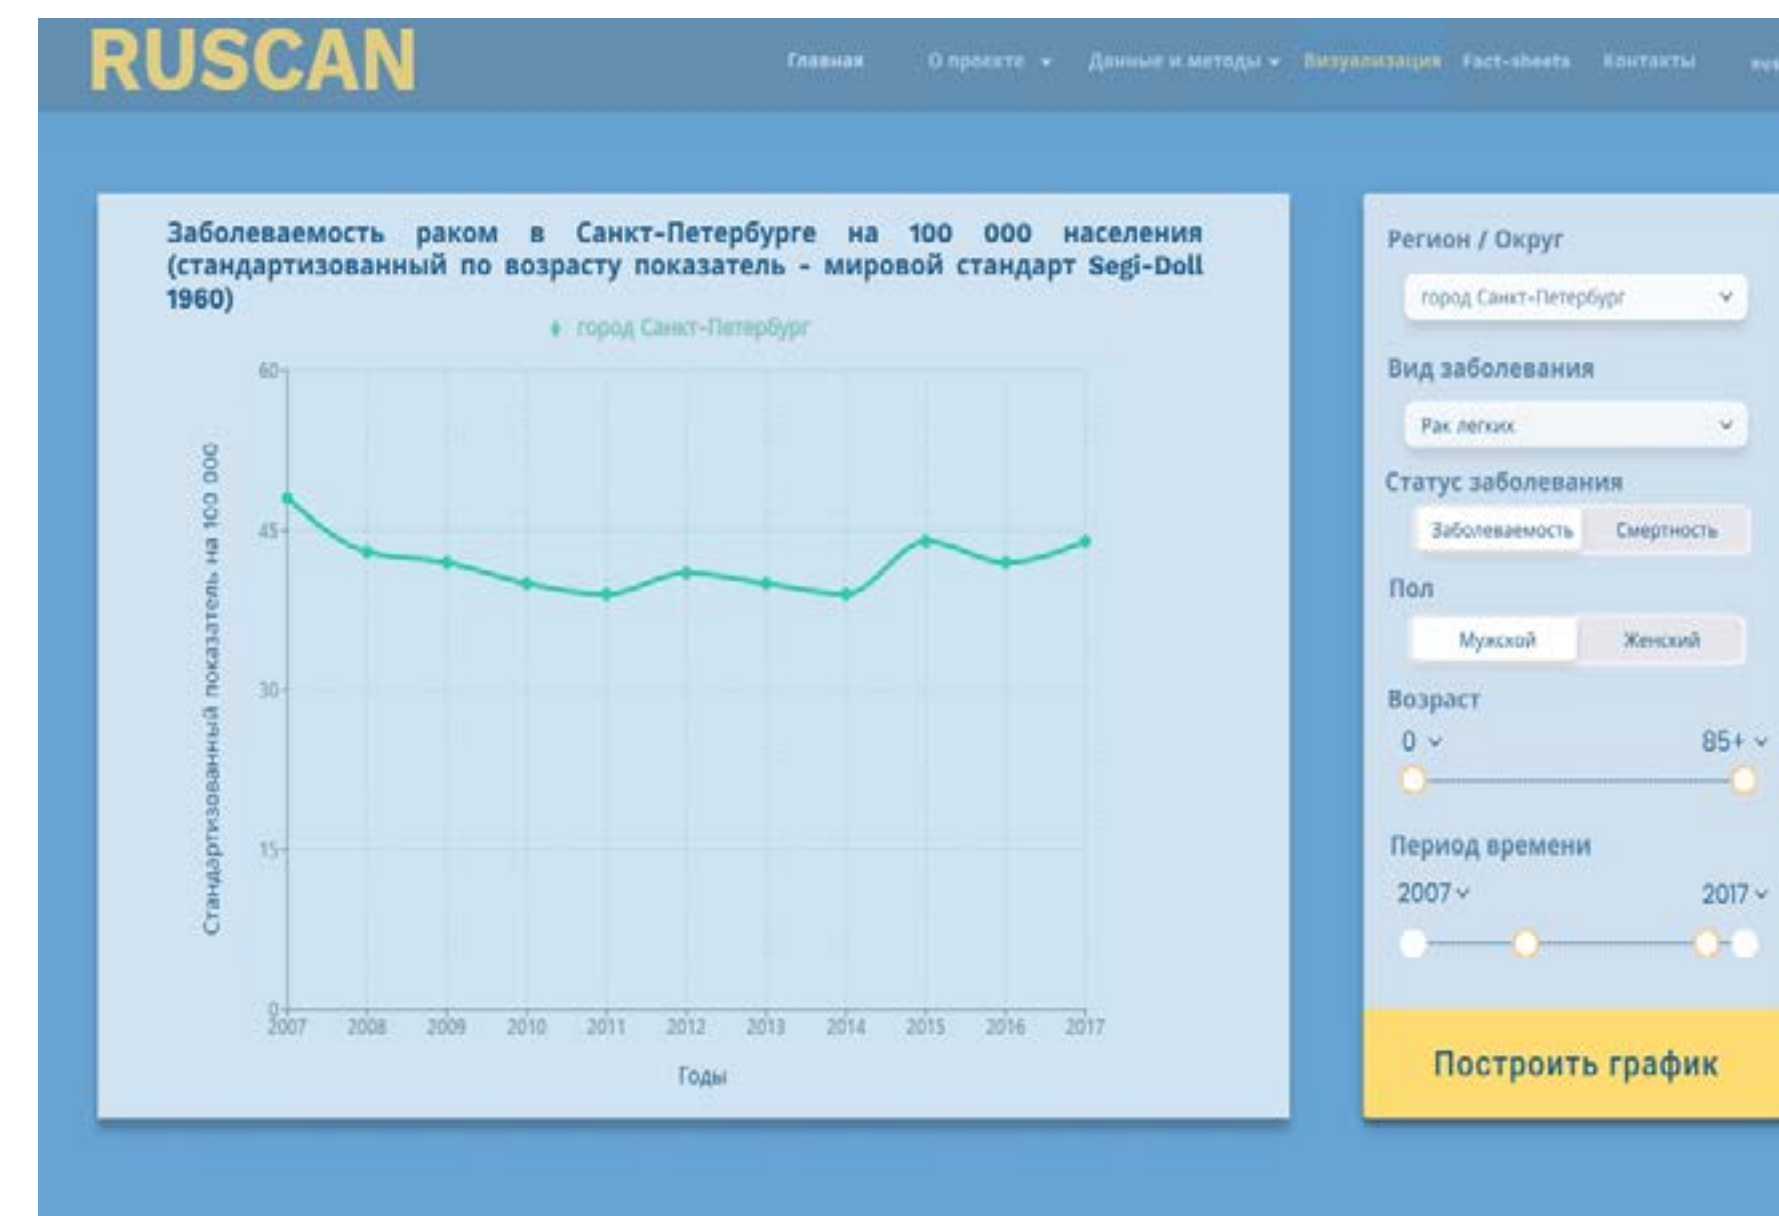 RUSCAN
Главная О проекте Данные и методы Визуализация Fact-sheets Контакты
Заболеваемость раком в Санкт-Петербурге на 100 000 населения
(стандартизованный по возрасту показатель - мировой стандарт Segi-Doll
1960)
город Санкт-Петербург
Стандартизованный показатель на 100 000
60
45
30
15
0
2007 2008 2009 2010 2011 2012 2013 2014 2015 2016 2017
Годы
Регион / Округ
город Санкт-Петербург
Вид заболевания
Рак легких
Статус заболевания
Заболеваемость Смертность
Пол
Мужской Женский
Возраст
0 85+
Период времени
2007 2017
Построить график